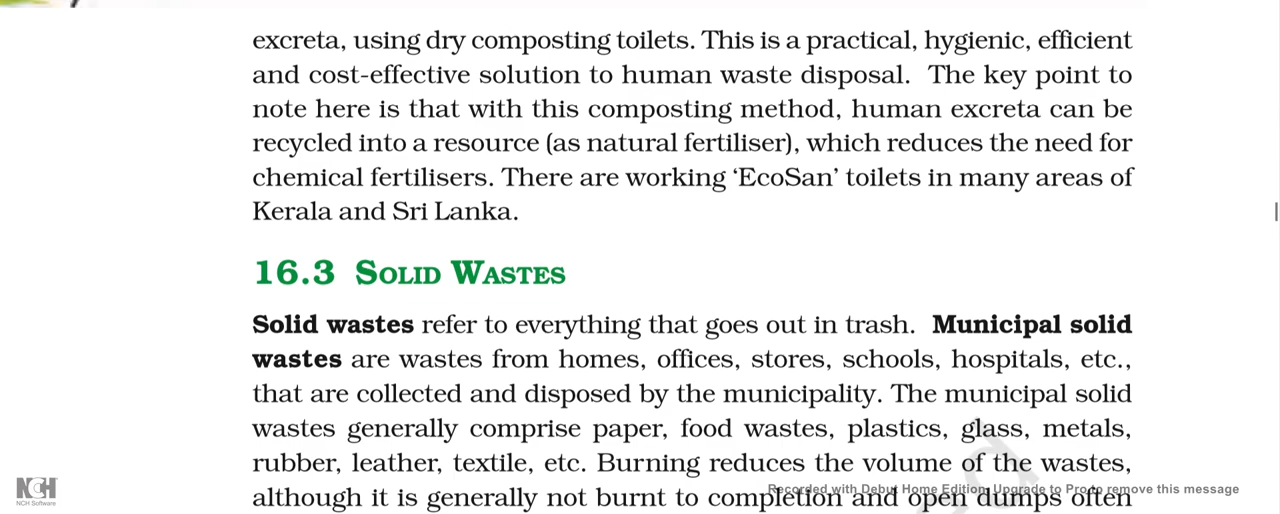 excreta, using dry composting toilets. This is a practical, hygienic, efficient
and cost-effective solution to human waste disposal. The key point to
note here is that with this composting method, human excreta can be
recycled into a resource (as natural fertiliser), which reduces the need for
chemical fertilisers. There are working ‘EcoSan’ toilets in many areas of
Kerala and Sri Lanka.
16.3 SOLID WASTES
Solid wastes refer to everything that goes out in trash. Municipal solid
wastes are wastes from homes, offices, stores, schools, hospitals, etc.,
that are collected and disposed by the municipality. The municipal solid
wastes generally comprise paper, food wastes, plastics, glass, metals,
rubber, leather, textile, etc. Burning reduces the volume of the wastes,
although it is generally not burnt to completion and open dumps often
Recorded with Debut Home Edition. Upgrade to Pro to remove this message
NCH
NCH Software